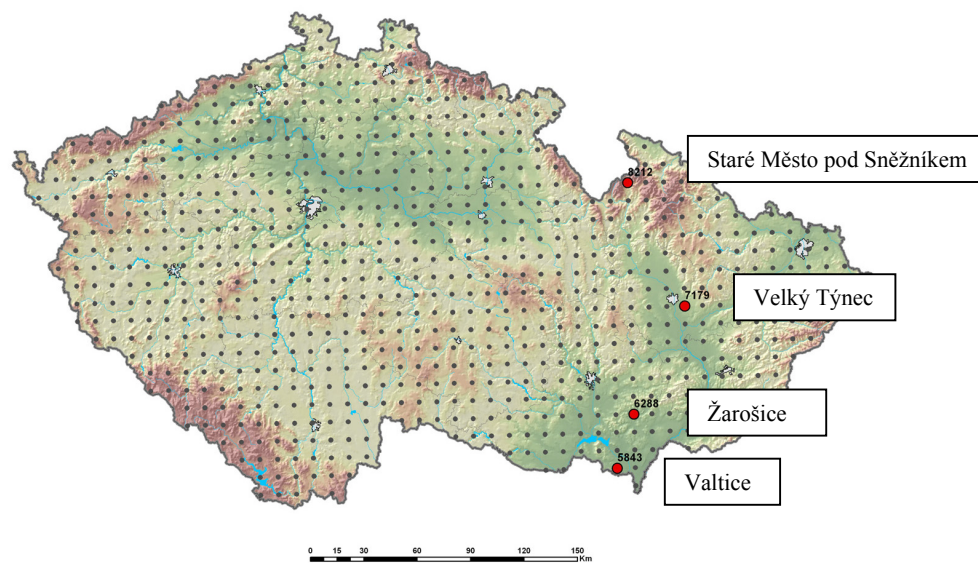 Staré Město pod Sněžníkem
8212
Velký Týnec
7179
Žarošice
6288
Valtice
5843
0 15 30 60 90 120 150
Km